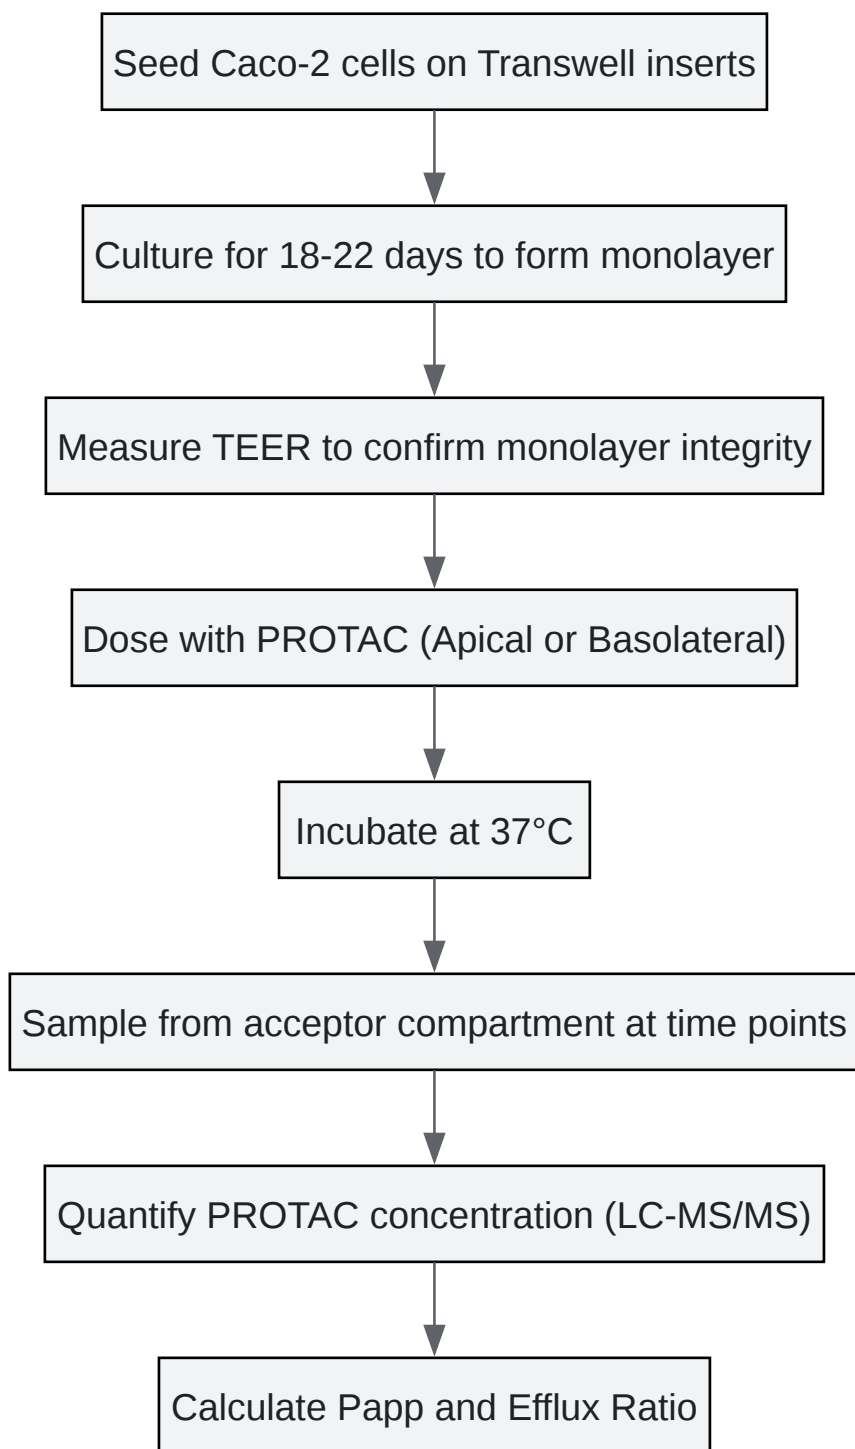 Seed Caco-2 cells on Transwell inserts
Culture for 18-22 days to form monolayer
Measure TEER to confirm monolayer integrity
Dose with PROTAC (Apical or Basolateral)
Incubate at 37°C
Sample from acceptor compartment at time points
Quantify PROTAC concentration (LC-MS/MS)
Calculate Papp and Efflux Ratio